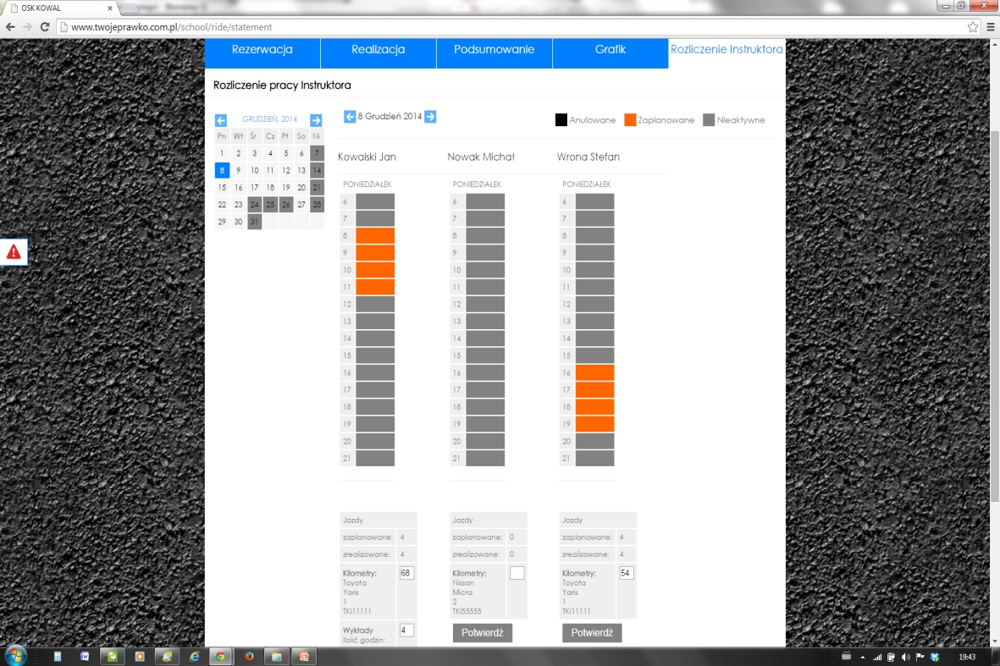 OSK KOWAL
www.twojeprawko.com.pl/school/ride/statement
Rezerwacja Realizacja Podsumowanie Grafik Rozliczenie Instruktora
Rozliczenie pracy Instruktora
GRUDZIEŃ, 2014
Pn Wt Śr Cz Pt So Ni
1 2 3 4 5 6 7
8 9 10 11 12 13 14
15 16 17 18 19 20 21
22 23 24 25 26 27 28
29 30 31
8 Grudzień 2014
Anulowane Zaplanowane Nieaktywne
Kowalski Jan
PONIEDZIAŁEK
6
7
8
9
10
11
12
13
14
15
16
17
18
19
20
21
Jazdy
zaplanowane: 4
zrealizowane: 4
Kilometry: 68
Toyota
Yaris
1
TKI11111
Wykłady 4
Ilość godzin:
Nowak Michał
PONIEDZIAŁEK
6
7
8
9
10
11
12
13
14
15
16
17
18
19
20
21
Jazdy
zaplanowane: 0
zrealizowane: 0
Kilometry:
Nissan
Micra
2
TKI55555
Potwierdź
Wrona Stefan
PONIEDZIAŁEK
6
7
8
9
10
11
12
13
14
15
16
17
18
19
20
21
Jazdy
zaplanowane: 4
zrealizowane: 4
Kilometry: 54
Toyota
Yaris
1
TKI11111
Potwierdź
19:43